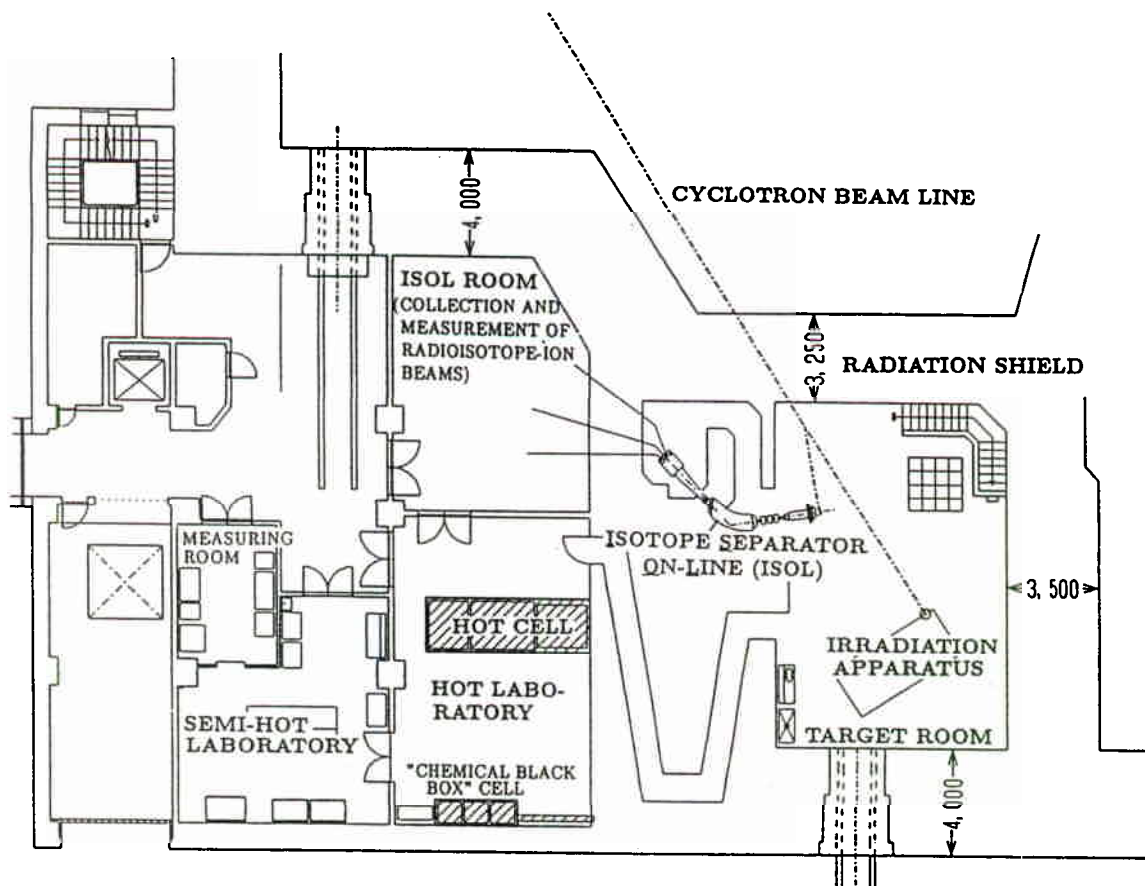 CYCLOTRON BEAM LINE
4,000
ISOL ROOM
(COLLECTION AND
MEASUREMENT OF
RADIOISOTOPE-ION
BEAMS)
3,250
RADIATION SHIELD
MEASURING
ROOM
ISOTOPE SEPARATOR
ON-LINE (ISOL)
3,500
HOT CELL
IRRADIATION
APPARATUS
HOT LABO-
RATORY
SEMI-HOT
LABORATORY
TARGET ROOM
"CHEMICAL BLACK
BOX" CELL
4,000